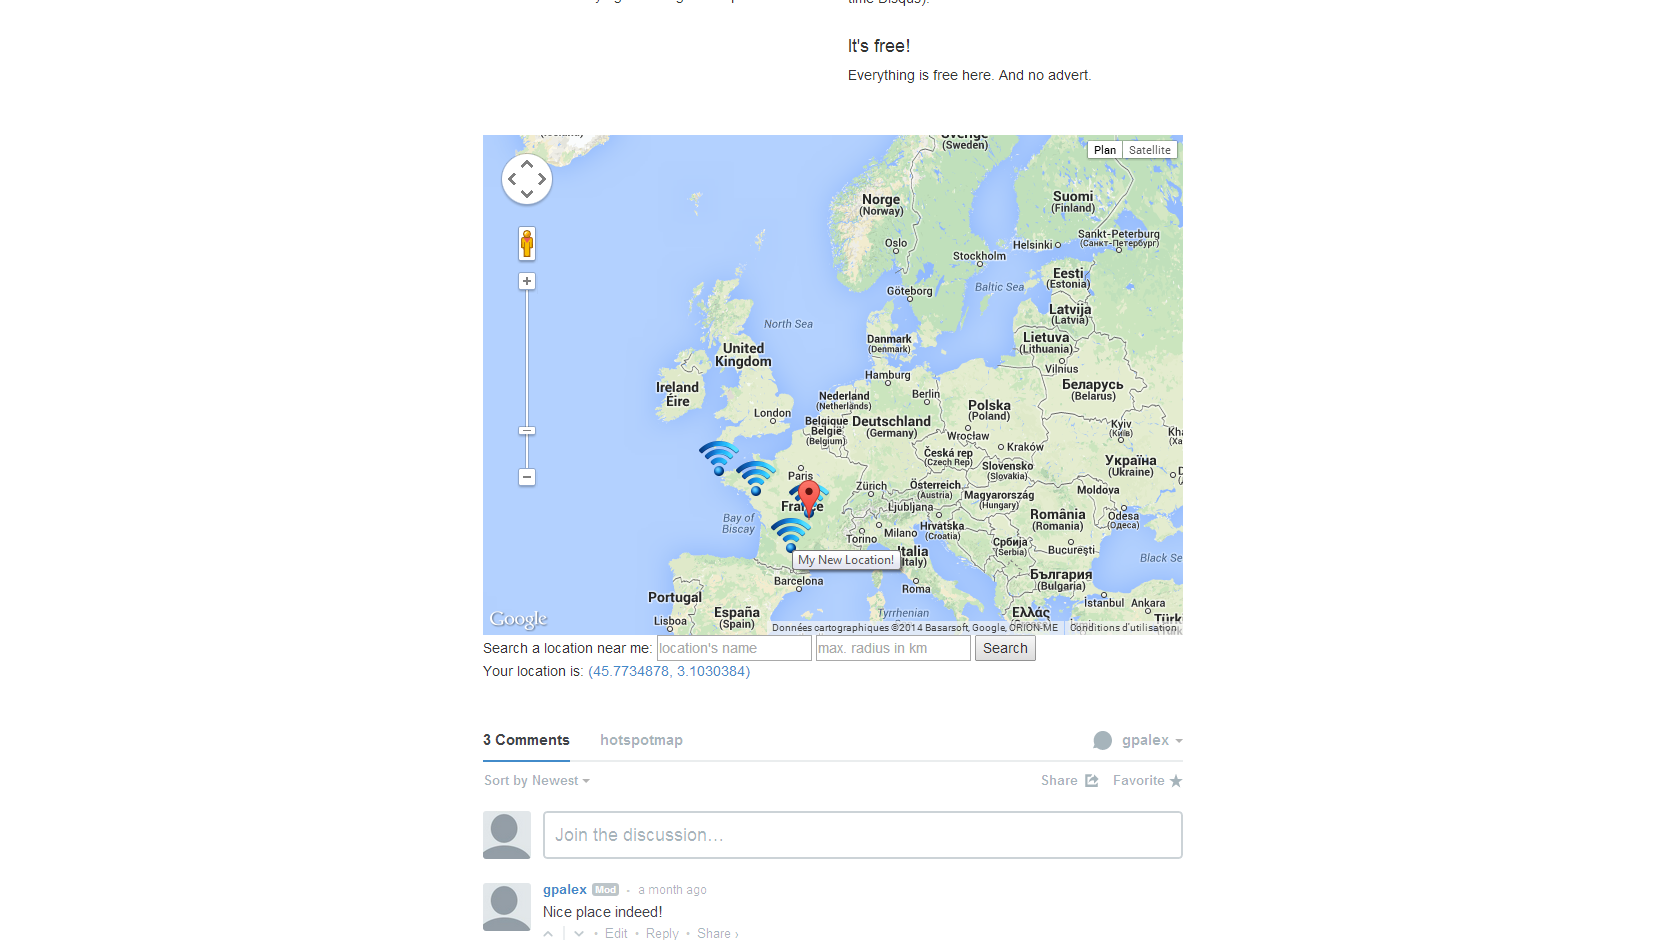 time Disqus).
It's free!
Everything is free here. And no advert.
Sverige
(Sweden)
Plan
Satellite
Norge
(Norway)
Suomi
(Finland)
Sankt-Peterburg
(Санкт-Петербург)
Oslo
Helsinki
Stockholm
Eesti
(Estonia)
Göteborg
Baltic Sea
Latvija
(Latvia)
North Sea
Danmark
(Denmark)
Lietuva
(Lithuania)
United
Kingdom
Vilnius
Hamburg
Ireland
Éire
Беларусь
(Belarus)
Nederland
(Netherlands)
Berlin
Polska
(Poland)
London
Belgique
België
(Belgium)
Deutschland
(Germany)
Wrocław
Kyiv
(Київ)
Kraków
Česká rep
(Czech Rep)
Slovensko
(Slovakia)
Україна
(Ukraine)
Paris
Zürich
Österreich
(Austria)
Magyarország
(Hungary)
Moldova
France
Ljubljana
România
(Romania)
Odesa
(Одеса)
Bay of
Biscay
Torino
Milano
Hrvatska
(Croatia)
Србија
(Serbia)
București
Italia
(Italy)
Black Se
My New Location!
Barcelona
Roma
България
(Bulgaria)
Portugal
España
(Spain)
Tyrrhenian
Ελλάς
İstanbul
Ankara
Türk
Lisboa
Google
Données cartographiques ©2014 Basarsoft, Google, ORION-ME
Conditions d'utilisation
Search a location near me: location's name max. radius in km Search
Your location is: (45.7734878, 3.1030384)
3 Comments hotspotmap gpalex
Sort by Newest Share Favorite
Join the discussion…
gpalex Mod · a month ago
Nice place indeed!
• Edit • Reply • Share ›